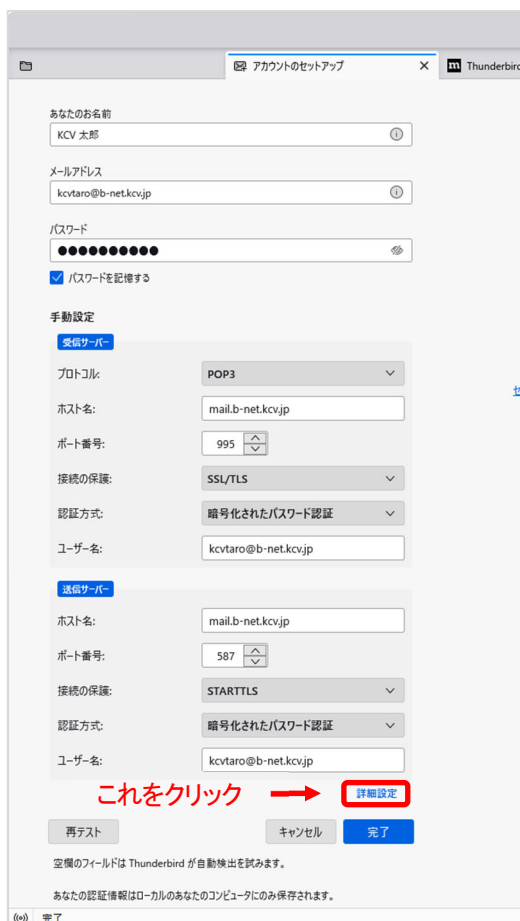 アカウントのセットアップ
m Thunderbird
あなたのお名前
KCV 太郎
メールアドレス
kcvtaro@b-net.kcv.jp
パスワード
●●●●●●●●●●
パスワードを記憶する
手動設定
受信サーバー
プロトコル: POP3
ホスト名: mail.b-net.kcv.jp
ポート番号: 995
接続の保護: SSL/TLS
認証方式: 暗号化されたパスワード認証
ユーザー名: kcvtaro@b-net.kcv.jp
送信サーバー
ホスト名: mail.b-net.kcv.jp
ポート番号: 587
接続の保護: STARTTLS
認証方式: 暗号化されたパスワード認証
ユーザー名: kcvtaro@b-net.kcv.jp
これをクリック 詳細設定
再テスト キャンセル 完了
空欄のフィールドは Thunderbird が自動検出を試みます。
あなたの認証情報はローカルのあなたのコンピュータにのみ保存されます。
完了